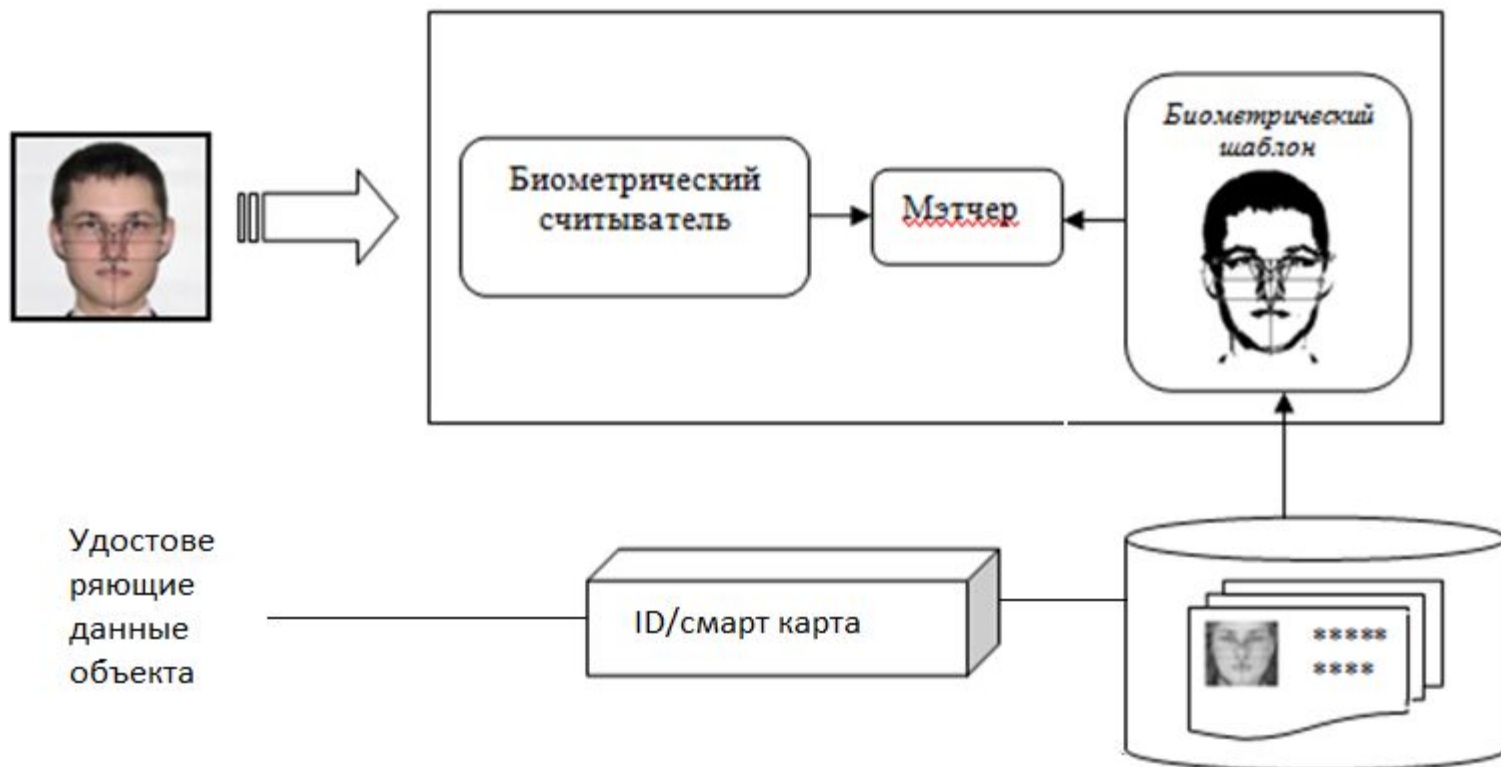 Биометрический
считыватель
Мэтчер
Биометрический
шаблон
Удостове
ряющие
данные
объекта
ID/смарт карта
*****
****